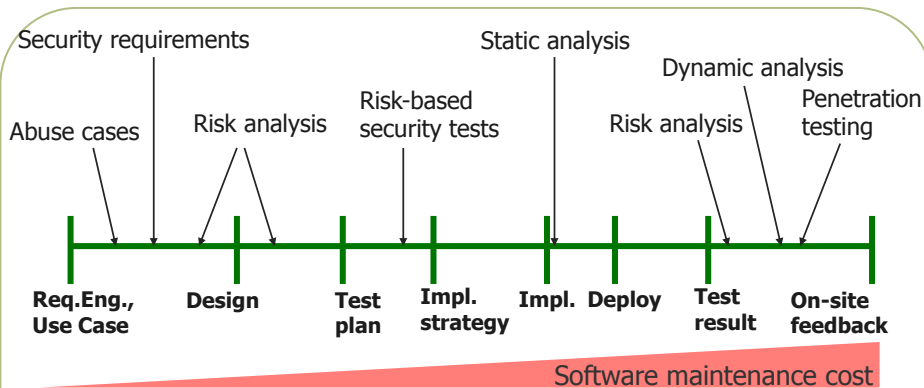 Security requirements
Static analysis
Dynamic analysis
Risk-based
security tests
Penetration
testing
Abuse cases
Risk analysis
Risk analysis
Req.Eng.,
Use Case
Design
Test
plan
Impl.
strategy
Impl.
Deploy
Test
result
On-site
feedback
Software maintenance cost